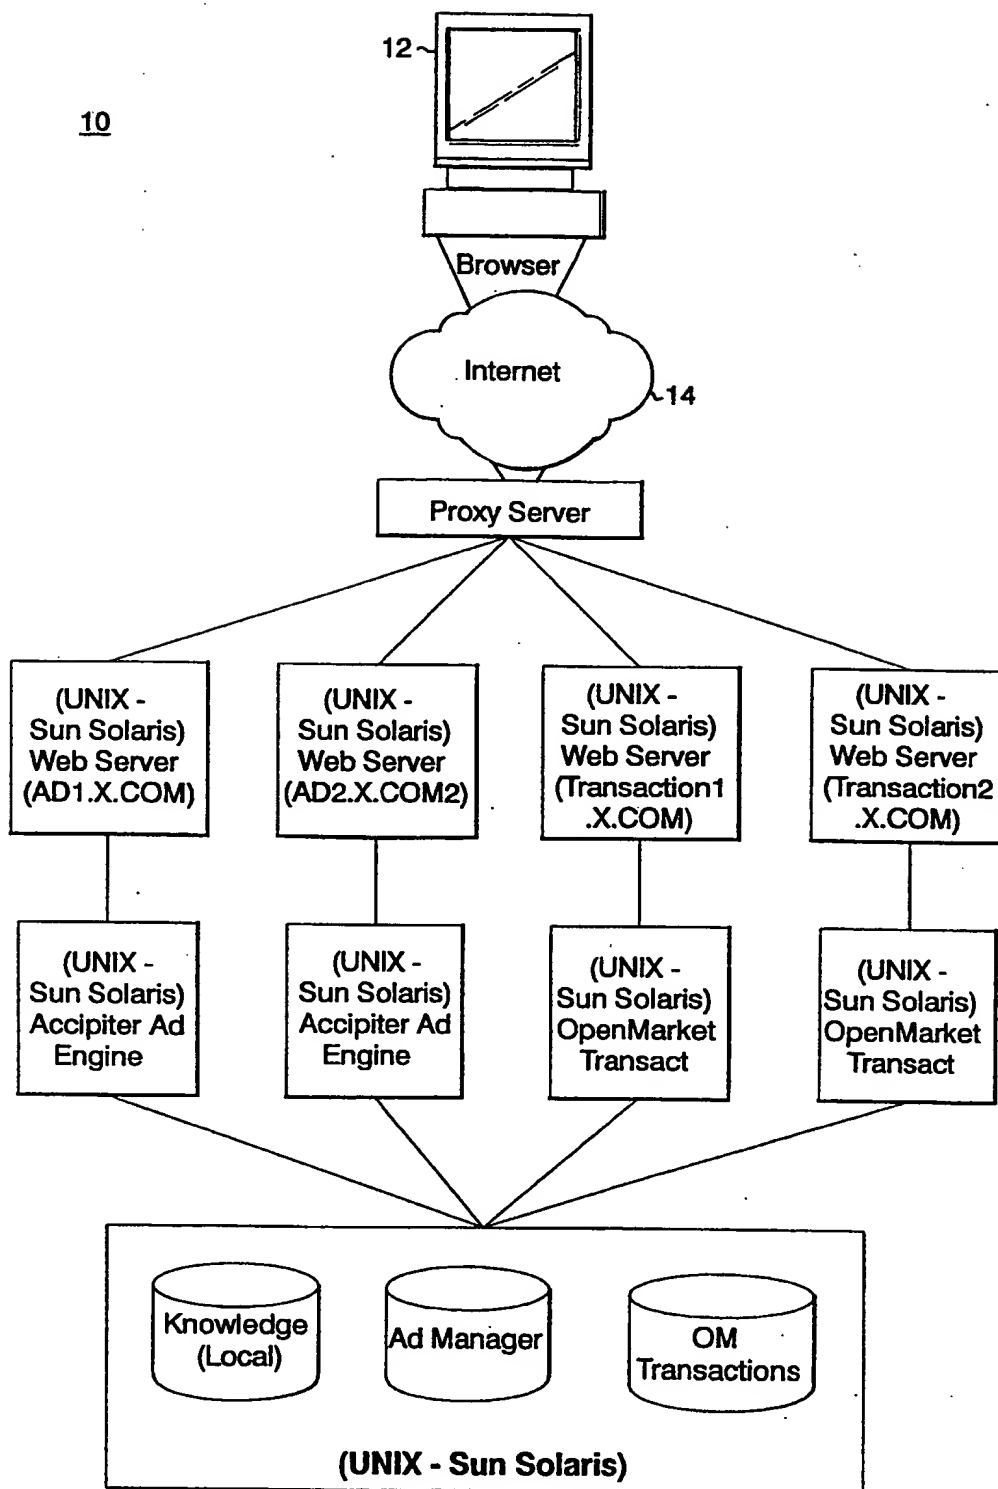 12
10
Browser
Internet
14
Proxy Server
(UNIX -
Sun Solaris)
Web Server
(AD1.X.COM)
(UNIX -
Sun Solaris)
Web Server
(AD2.X.COM2)
(UNIX -
Sun Solaris)
Web Server
(Transaction1
.X.COM)
(UNIX -
Sun Solaris)
Web Server
(Transaction2
.X.COM)
(UNIX -
Sun Solaris)
Accipiter Ad
Engine
(UNIX -
Sun Solaris)
Accipiter Ad
Engine
(UNIX -
Sun Solaris)
OpenMarket
Transact
(UNIX -
Sun Solaris)
OpenMarket
Transact
Knowledge
(Local)
Ad Manager
OM
Transactions
(UNIX - Sun Solaris)